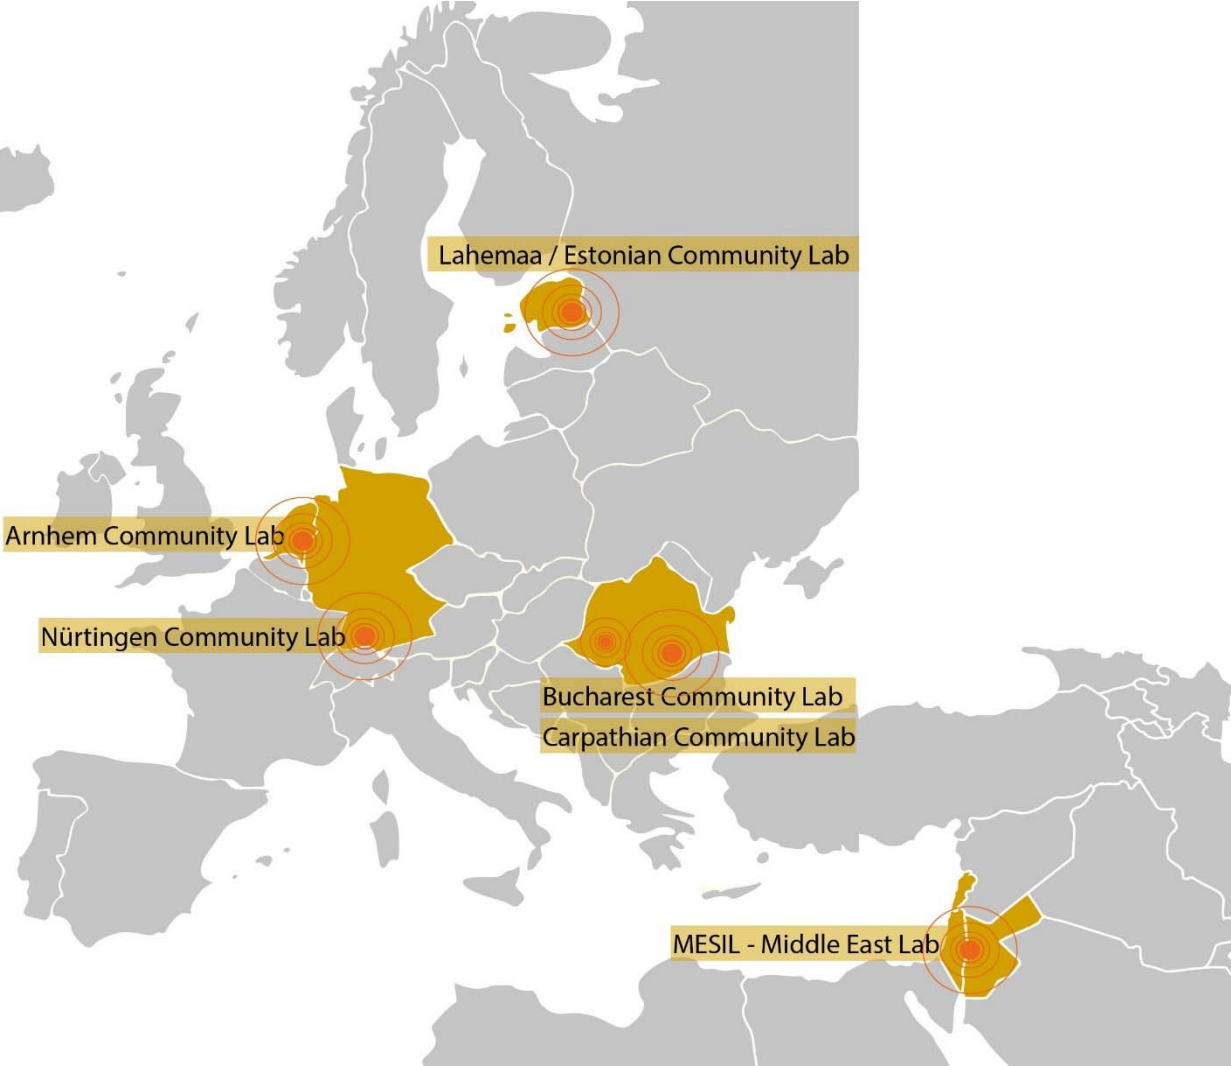 Lahemaa / Estonian Community Lab
Arnhem Community Lab
Nürtingen Community Lab
Bucharest Community Lab
Carpathian Community Lab
MESIL - Middle East Lab